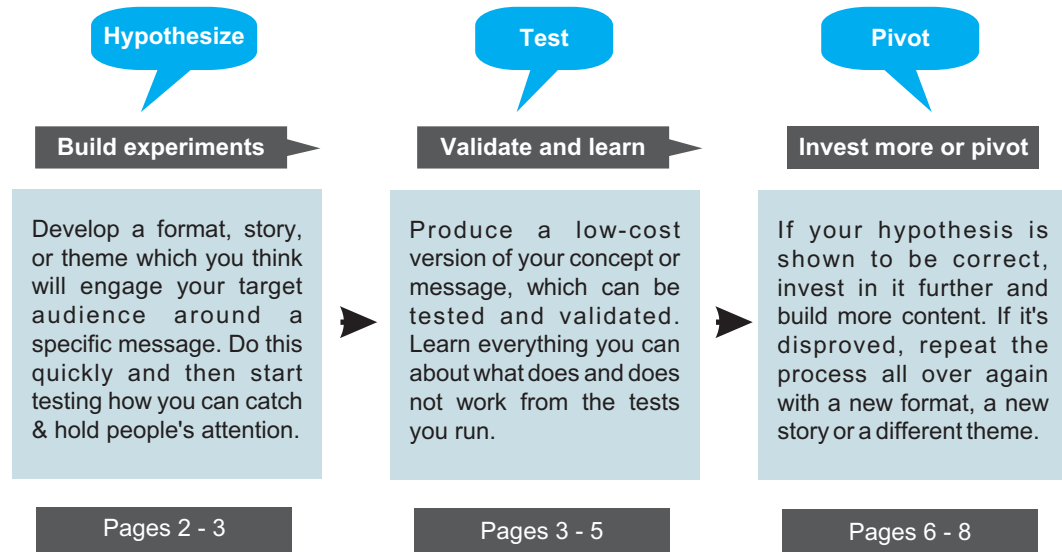 Hypothesize
Test
Pivot
Build experiments
Validate and learn
Invest more or pivot
Develop a format, story,
or theme which you think
will engage your target
audience around a
specific message. Do this
quickly and then start
testing how you can catch
& hold people's attention.
Produce a low-cost
version of your concept or
message, which can be
tested and validated.
Learn everything you can
about what does and does
not work from the tests
you run.
If your hypothesis is
shown to be correct,
invest in it further and
build more content. If it's
disproved, repeat the
process all over again
with a new format, a new
story or a different theme.
Pages 2 - 3
Pages 3 - 5
Pages 6 - 8